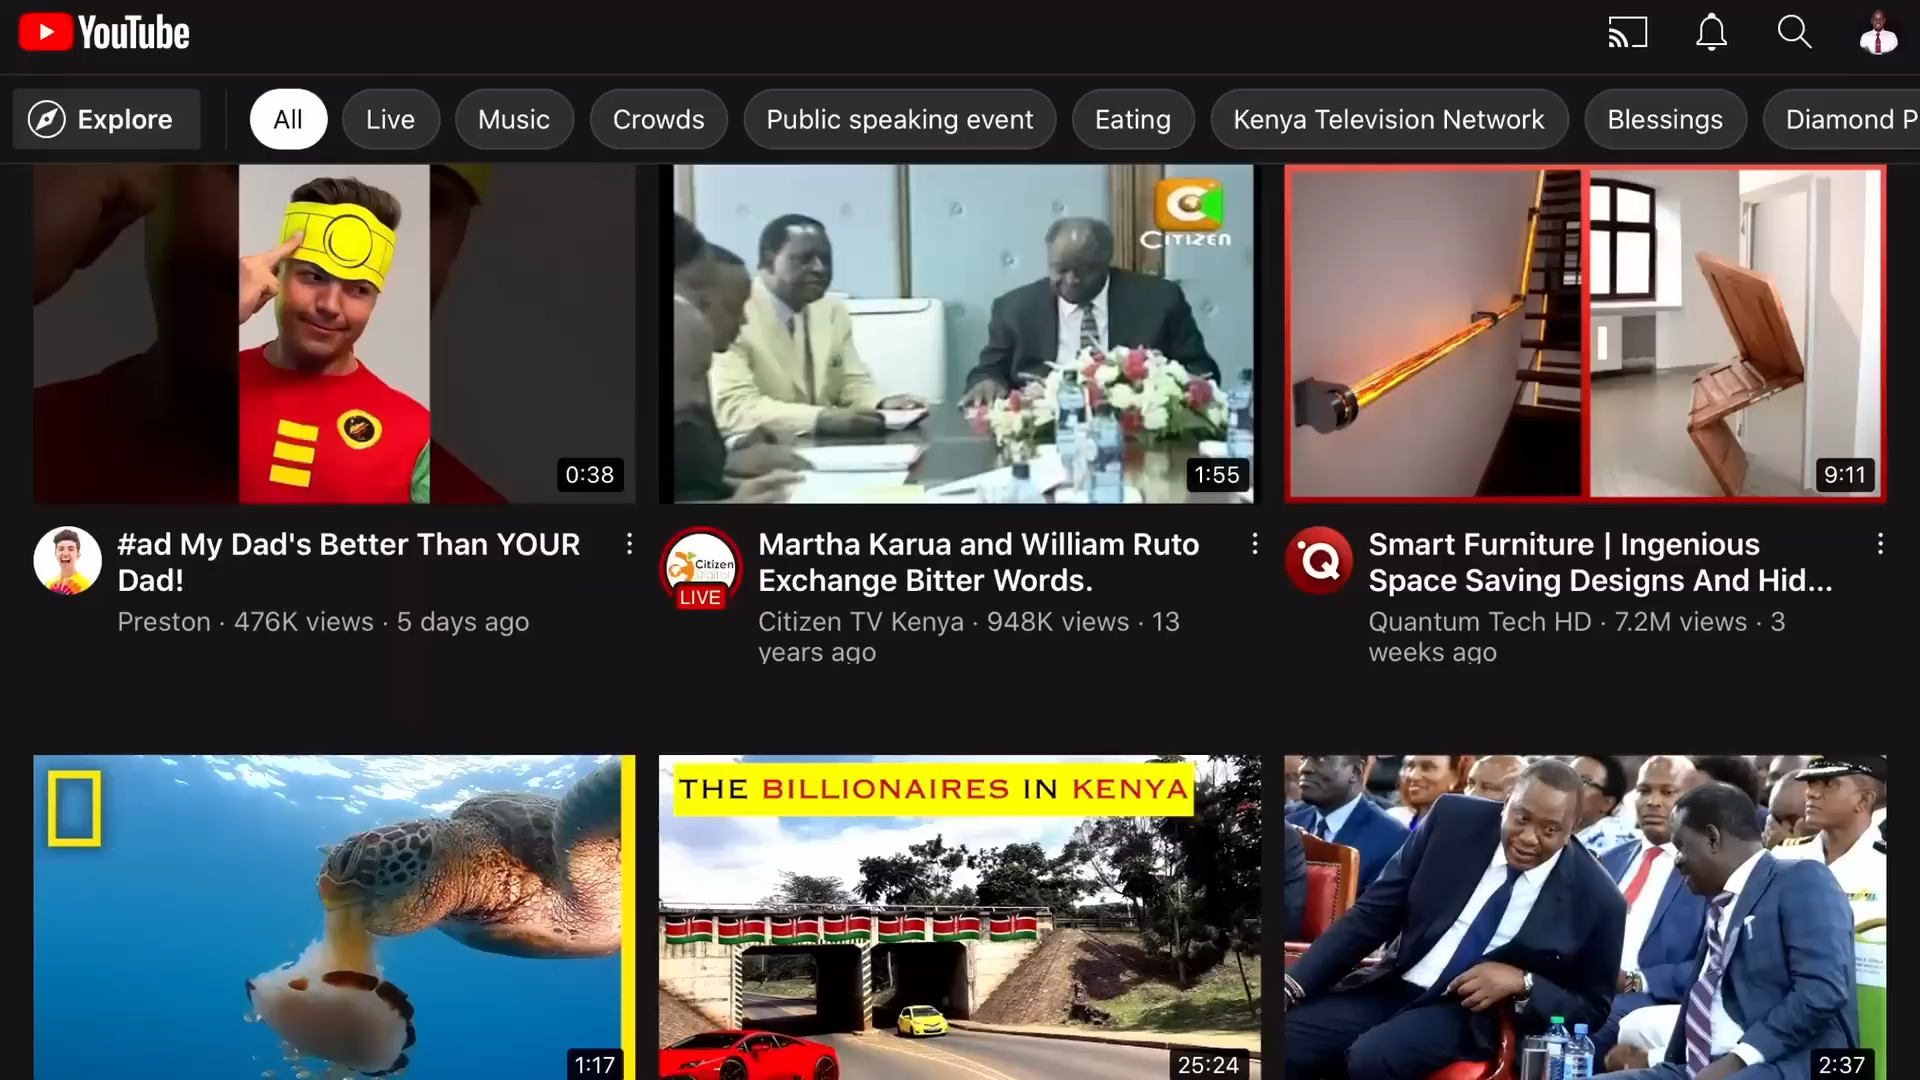 YouTube
Explore
All
Live
Music
Crowds
Public speaking event
Eating
Kenya Television Network
Blessings
Diamond P
CITIZEN
0:38
1:55
9:11
#ad My Dad's Better Than YOUR
Dad!
Preston · 476K views · 5 days ago
Citizen
Digital
LIVE
Martha Karua and William Ruto
Exchange Bitter Words.
Citizen TV Kenya · 948K views · 13
years ago
Smart Furniture | Ingenious
Space Saving Designs And Hid...
Quantum Tech HD · 7.2M views · 3
weeks ago
THE BILLIONAIRES IN KENYA
1:17
25:24
2:37